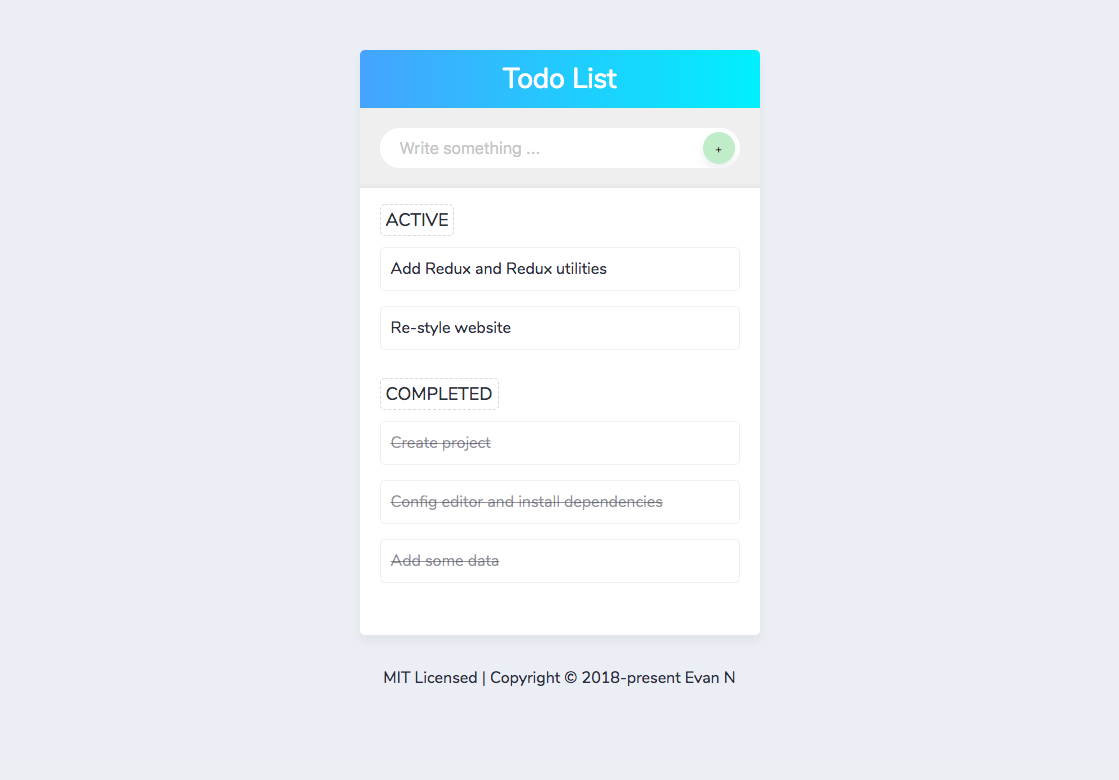 Todo List
Write something ...
+
ACTIVE
Add Redux and Redux utilities
Re-style website
COMPLETED
Create project
Config editor and install dependencies
Add some data
MIT Licensed | Copyright © 2018-present Evan N